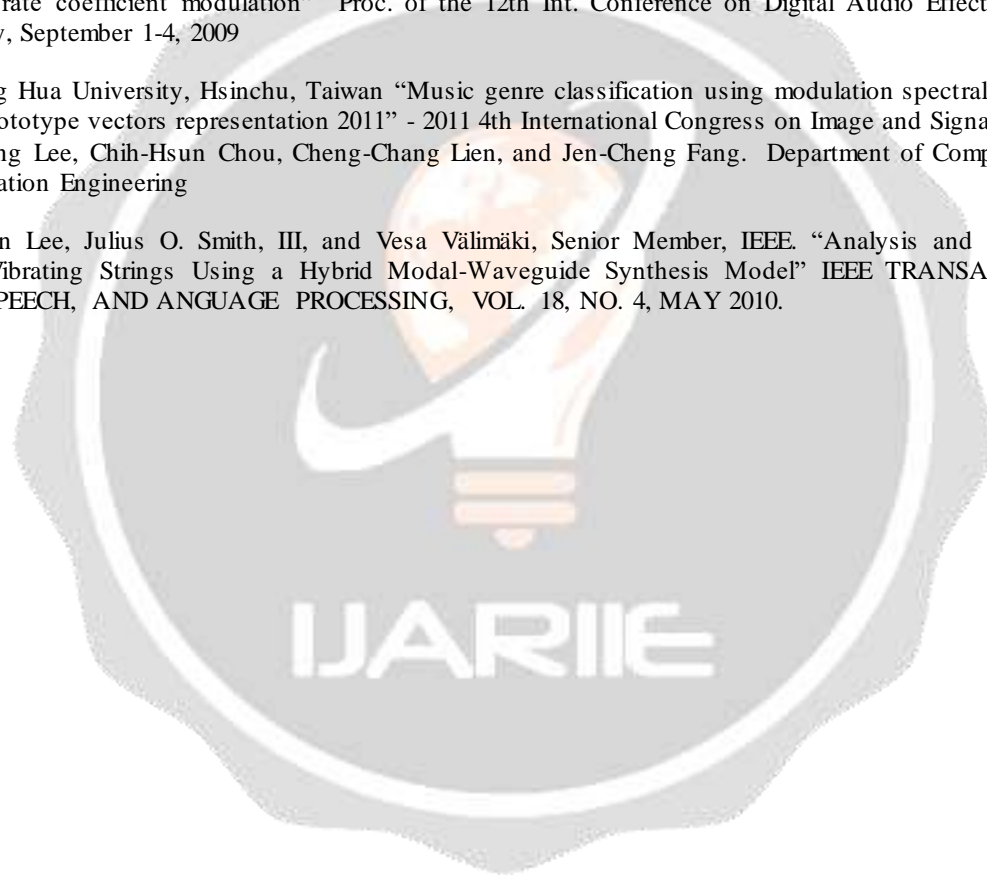 rate coefficient modulation" Proc. of the 12th Int. Conference on Digital Audio Effect
, September 1-4, 2009
Hua University, Hsinchu, Taiwan “Music genre classification using modulation spectral
ototype vectors representation 2011” - 2011 4th International Congress on Image and Signa
ng Lee, Chih-Hsun Chou, Cheng-Chang Lien, and Jen-Cheng Fang. Department of Comp
ation Engineering
n Lee, Julius O. Smith, III, and Vesa Välimäki, Senior Member, IEEE. “Analysis and
Vibrating Strings Using a Hybrid Modal-Waveguide Synthesis Model” IEEE TRANSA
PEECH, AND ANGUAGE PROCESSING, VOL. 18, NO. 4, MAY 2010.
IJARIIE